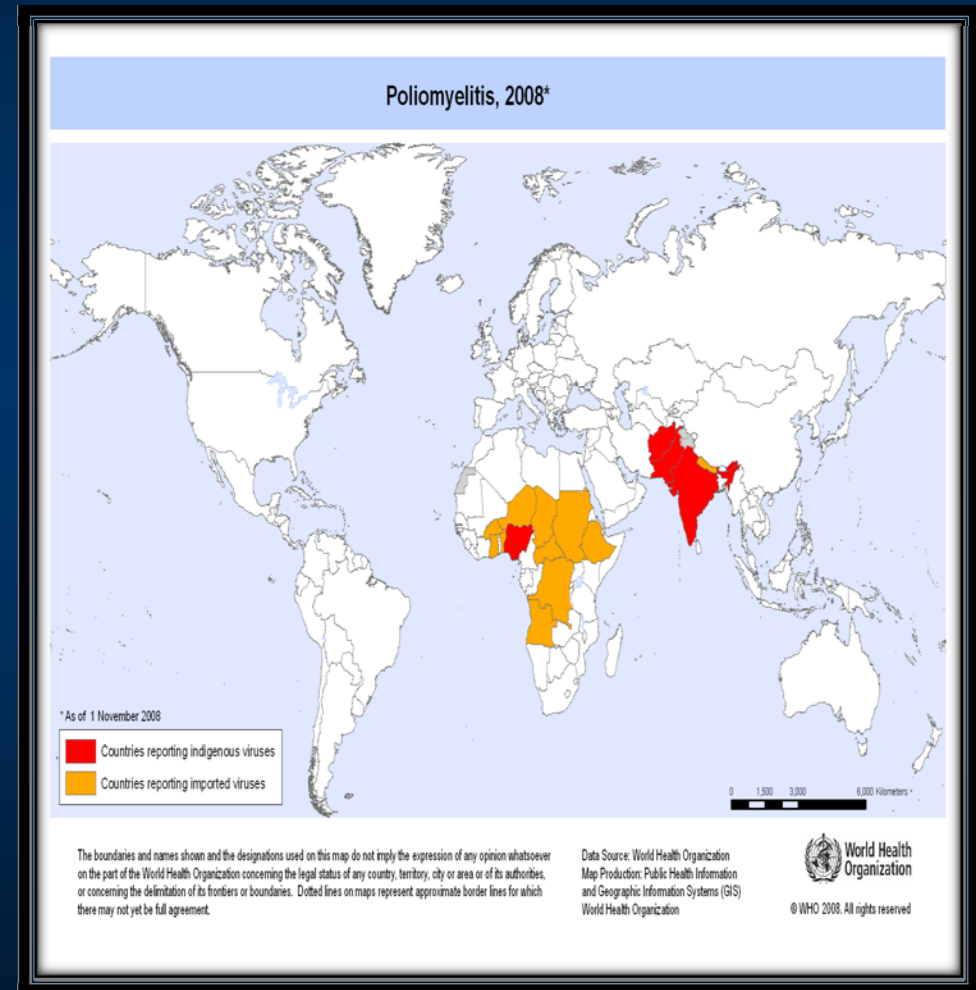 Poliomyelitis, 2008*
* As of 1 November 2008
Countries reporting indigenous viruses
Countries reporting imported viruses
0 1,500 3,000 6,000 Kilometers
The boundaries and names shown and the designations used on this map do not imply the expression of any opinion whatsoever
on the part of the World Health Organization concerning the legal status of any country, territory, city or area or of its authorities,
or concerning the delimitation of its frontiers or boundaries. Dotted lines on maps represent approximate border lines for which
there may not yet be full agreement.
Data Source: World Health Organization
Map Production: Public Health Information
and Geographic Information Systems (GIS)
World Health Organization
World Health
Organization
© WHO 2008. All rights reserved